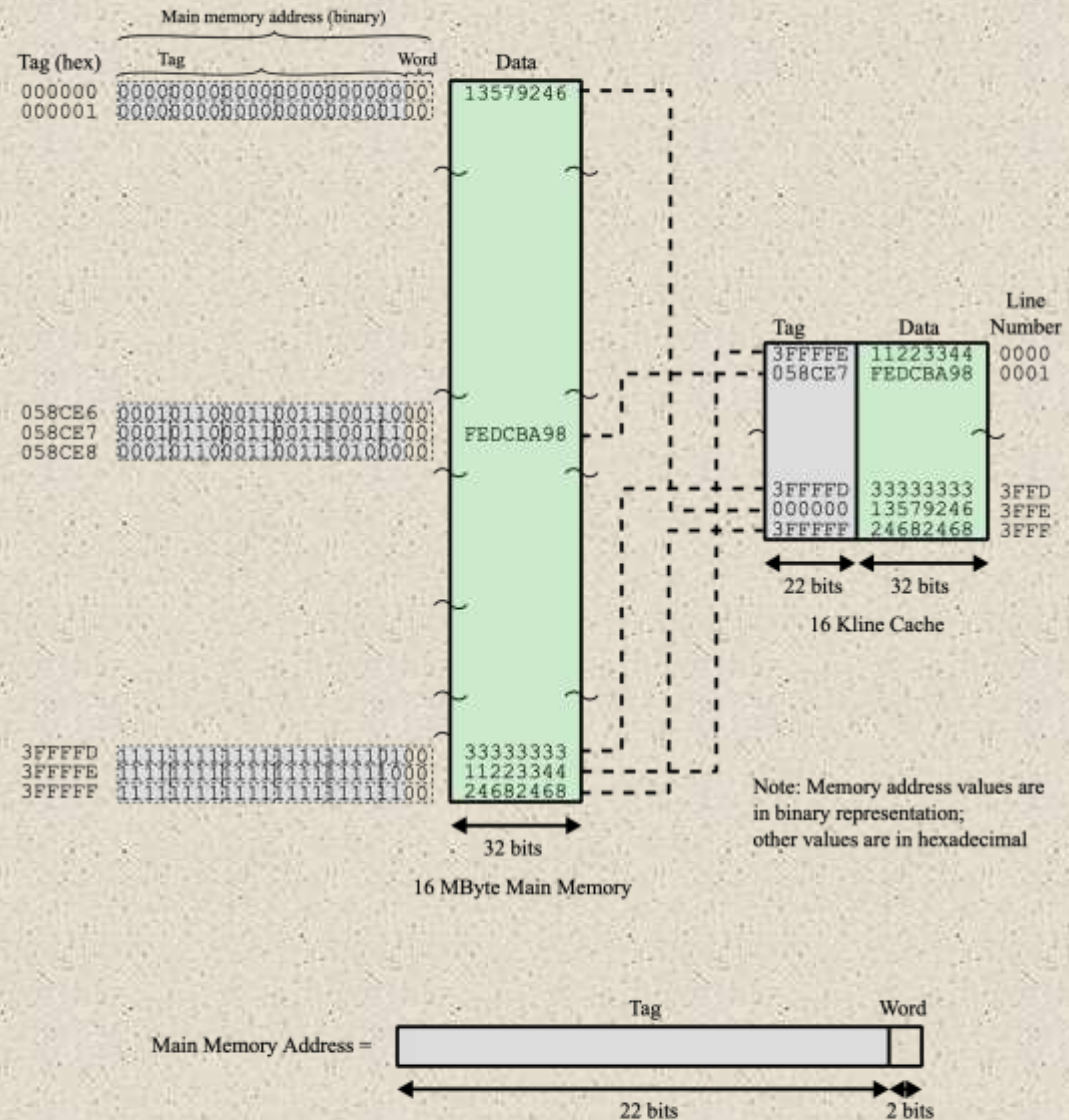 Main memory address (binary)
Tag (hex) Tag Word Data
000000 000000000000000000000000 13579246
000001 000000000000000000000100
Line
Tag Data Number
3FFFFE 11223344 0000
058CE7 FEDCBA98 0001
058CE6 000101100011001110011000
058CE7 000101100011001110011100 FEDCBA98
058CE8 000101100011001110100000
3FFFFD 33333333 3FFD
000000 13579246 3FFE
3FFFFF 24682468 3FFF
22 bits 32 bits
16 Kline Cache
3FFFFD 111111111111111111110100 33333333
3FFFFE 111111111111111111111000 11223344
3FFFFF 111111111111111111111100 24682468
32 bits
16 MByte Main Memory
Note: Memory address values are
in binary representation;
other values are in hexadecimal
Tag Word
Main Memory Address =
22 bits 2 bits